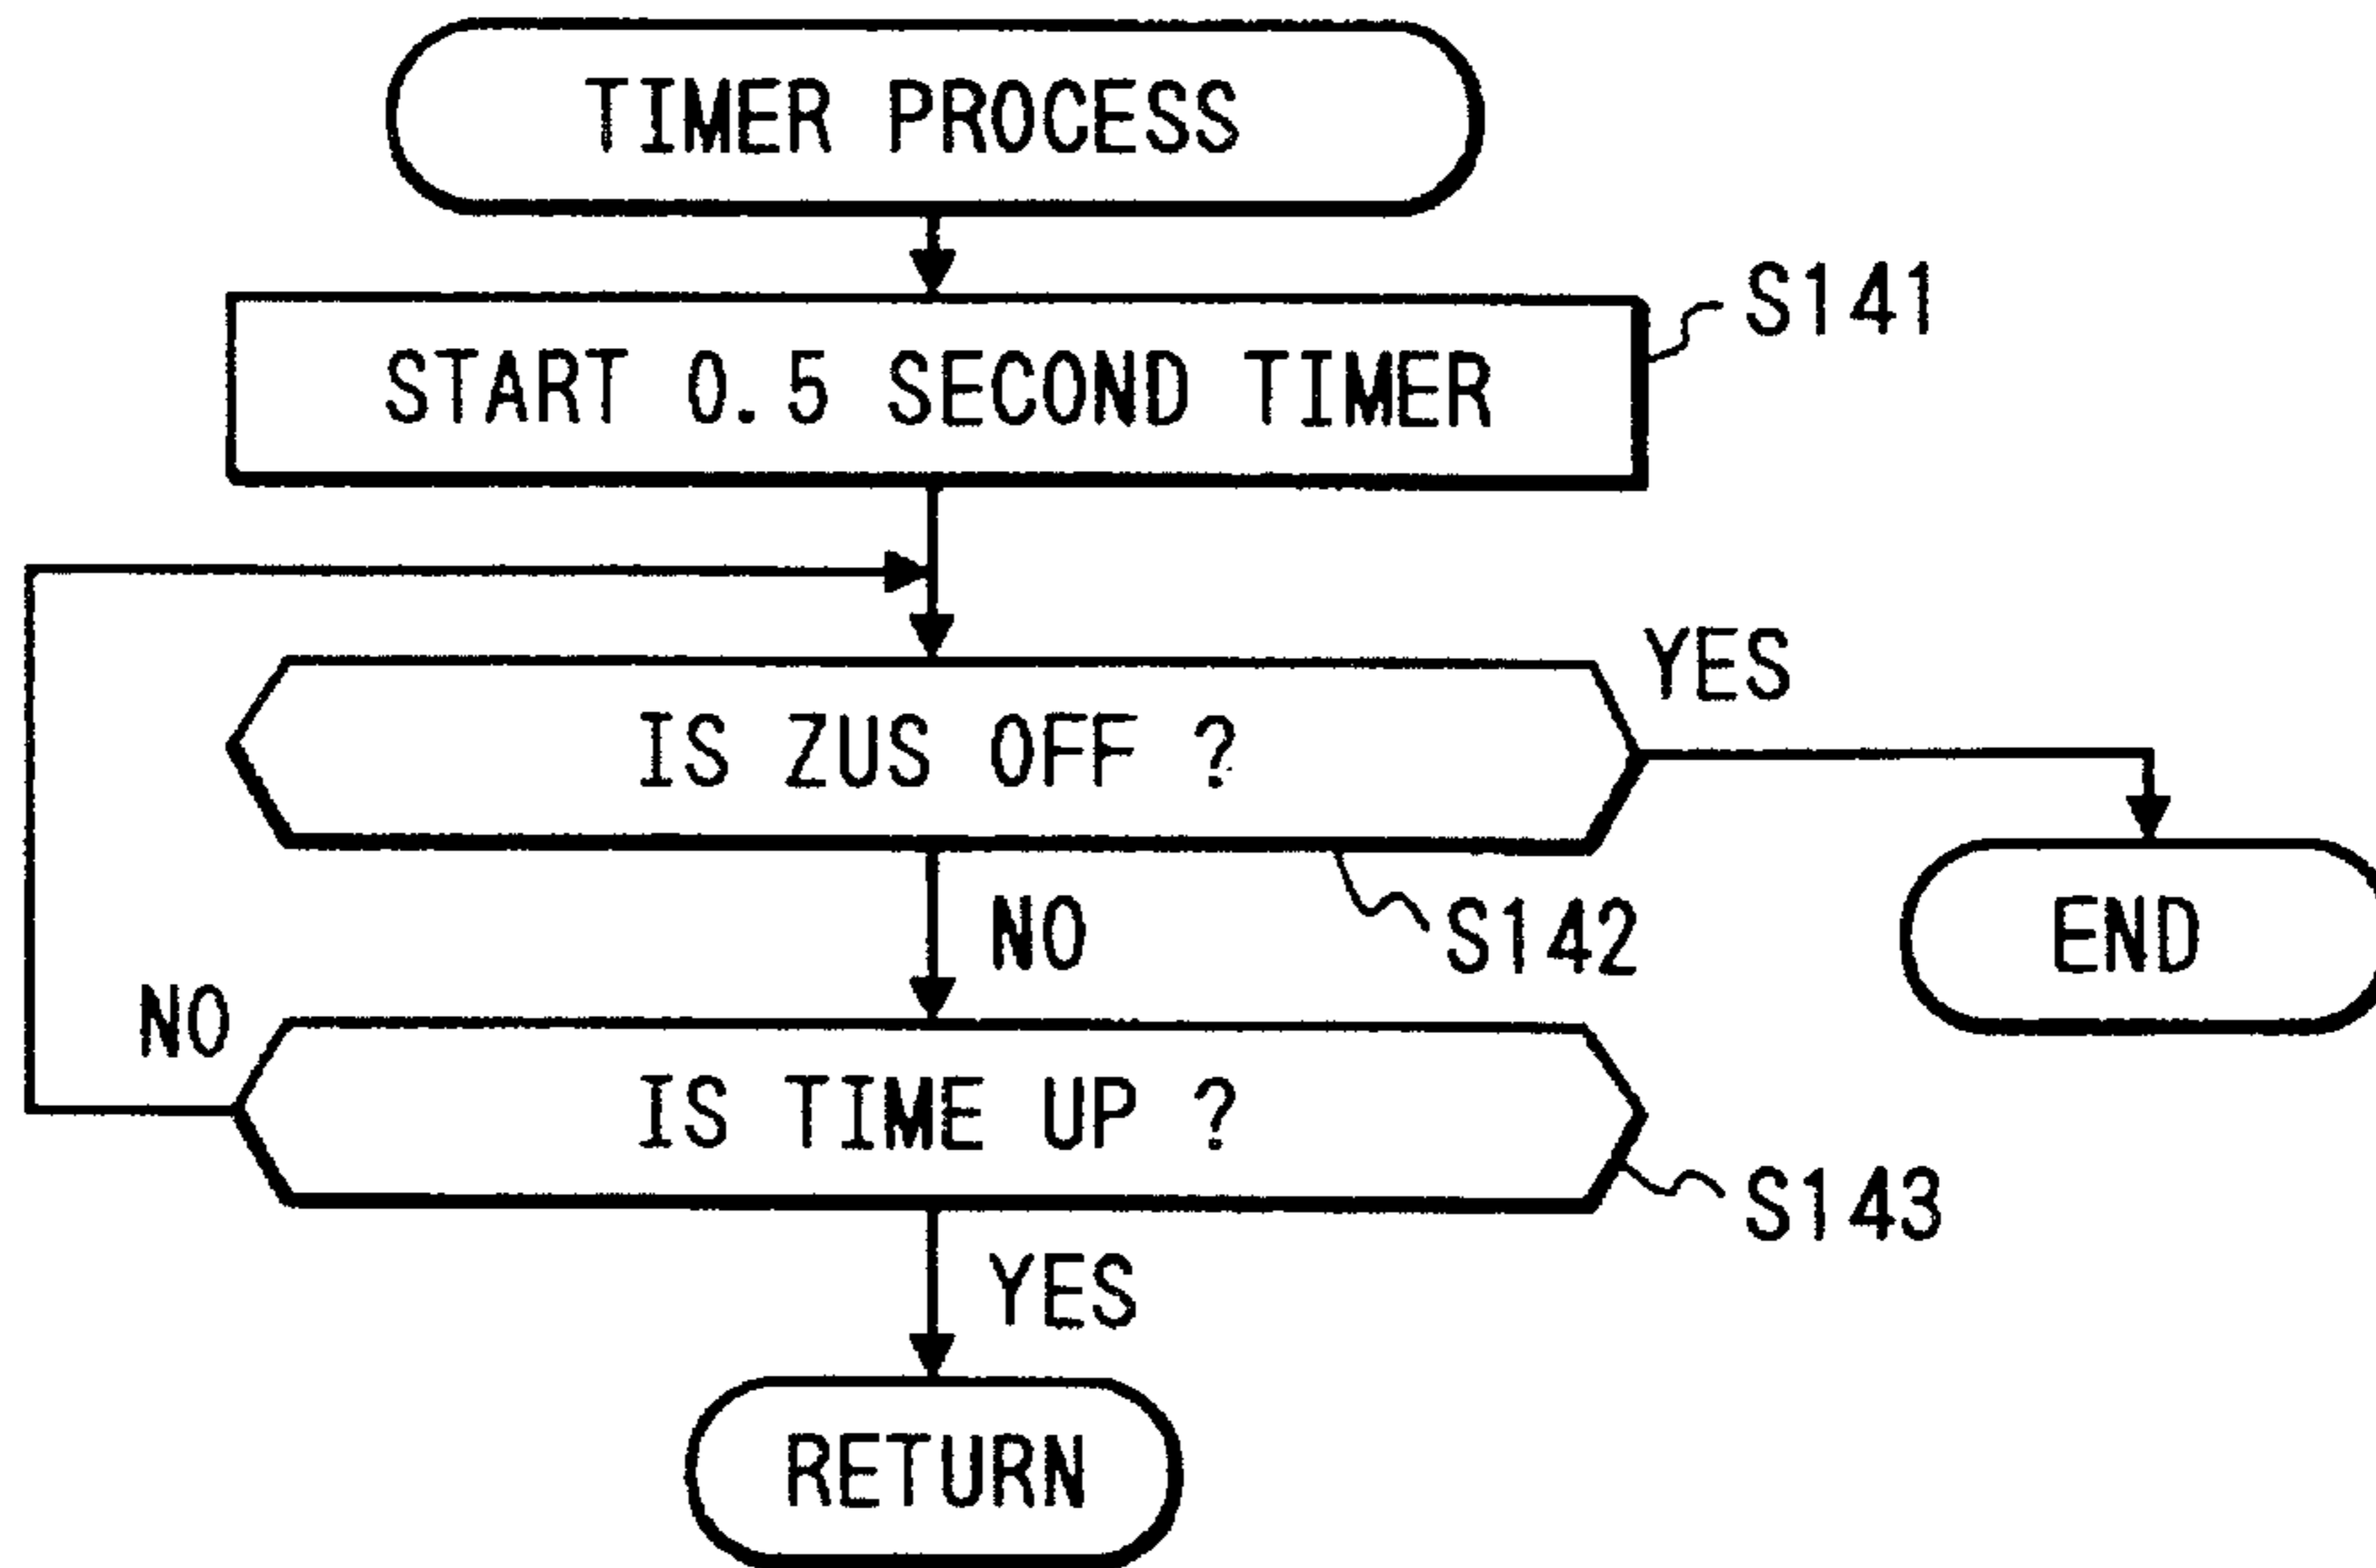 TIMER PROCESS
S141
START 0.5 SECOND TIMER
YES
IS ZUS OFF ?
NO
S142
END
NO
IS TIME UP ?
S143
YES
RETURN